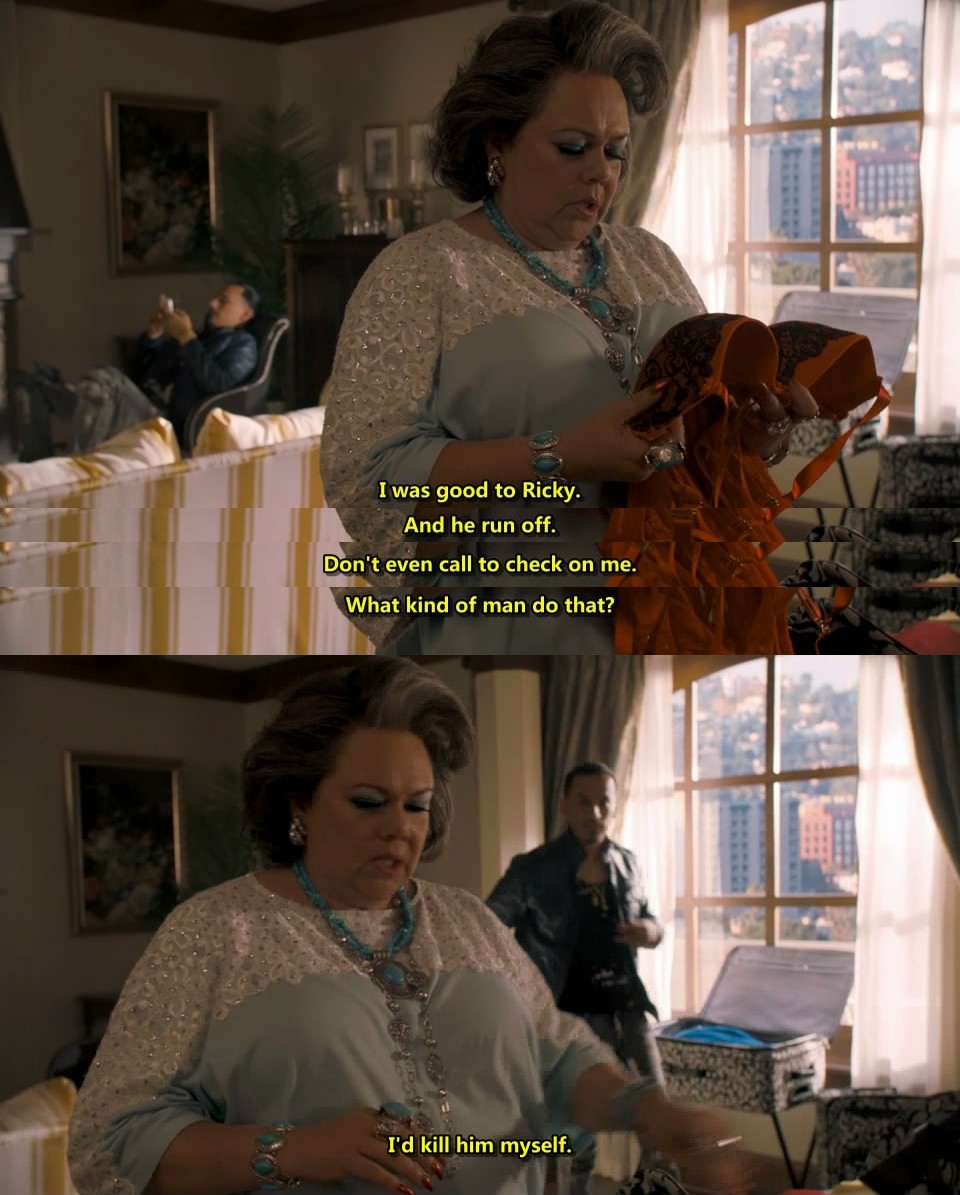 I was good to Ricky.
And he run off.
Don't even call to check on me.
What kind of man do that?
I'd kill him myself.